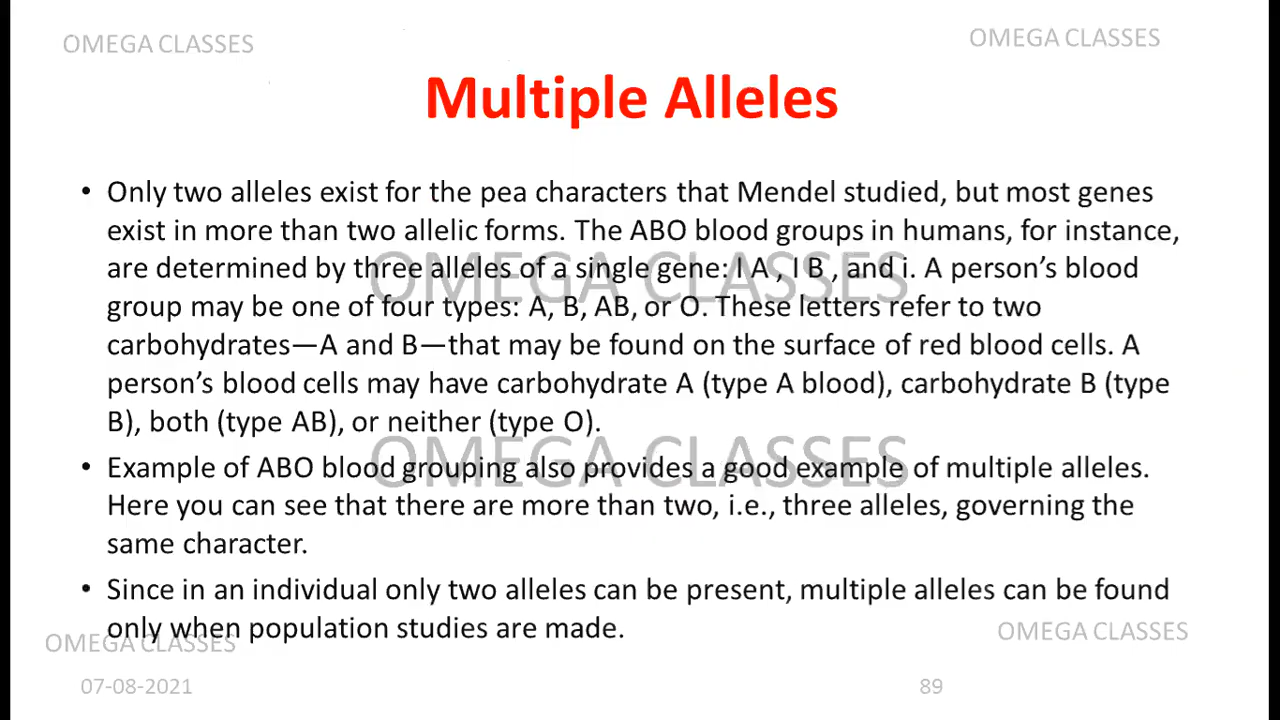 OMEGA CLASSES
OMEGA CLASSES
Multiple Alleles
• Only two alleles exist for the pea characters that Mendel studied, but most genes
exist in more than two allelic forms. The ABO blood groups in humans, for instance,
are determined by three alleles of a single gene: I A , I B , and i. A person’s blood
group may be one of four types: A, B, AB, or O. These letters refer to two
carbohydrates—A and B—that may be found on the surface of red blood cells. A
person’s blood cells may have carbohydrate A (type A blood), carbohydrate B (type
B), both (type AB), or neither (type O).
• Example of ABO blood grouping also provides a good example of multiple alleles.
Here you can see that there are more than two, i.e., three alleles, governing the
same character.
• Since in an individual only two alleles can be present, multiple alleles can be found
only when population studies are made.
OMEGA CLASSES
OMEGA CLASSES
OMEGA CLASSES
OMEGA CLASSES
07-08-2021
89